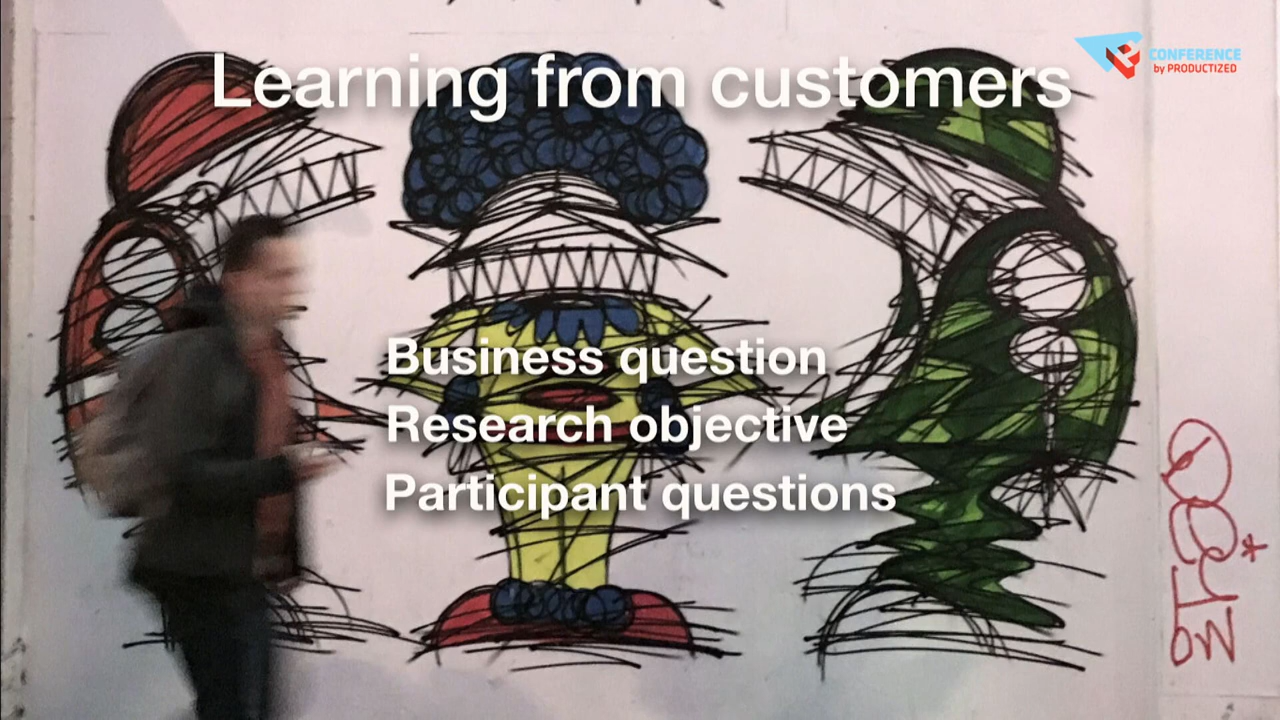 Learning from customers
CONFERENCE
by PRODUCTIZED
Business question
Research objective
Participant questions